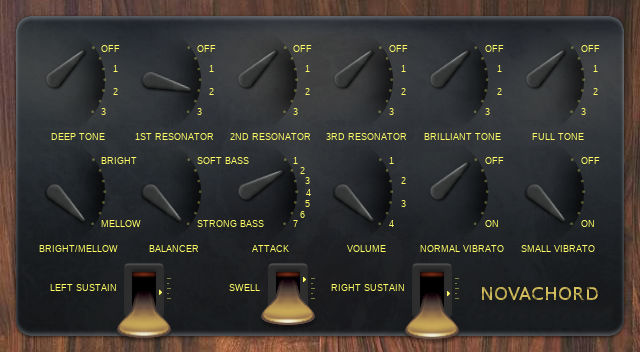 OFF OFF OFF OFF OFF OFF
1 1 1 1 1 1
2 2 2 2 2 2
3 3 3 3 3 3
DEEP TONE 1ST RESONATOR 2ND RESONATOR 3RD RESONATOR BRILLIANT TONE FULL TONE
BRIGHT SOFT BASS 1 1 OFF OFF
2
3 2
4
5 3
6
MELLOW STRONG BASS 7 4 ON ON
BRIGHT/MELLOW BALANCER ATTACK VOLUME NORMAL VIBRATO SMALL VIBRATO
LEFT SUSTAIN SWELL RIGHT SUSTAIN NOVACHORD